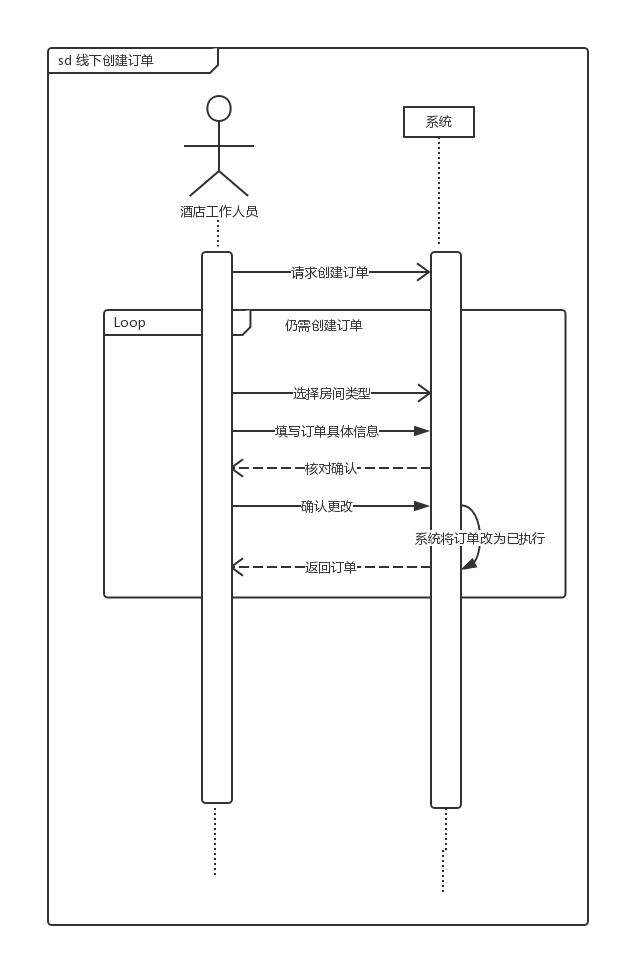 sd 线下创建订单
系统
酒店工作人员
请求创建订单
Loop
仍需创建订单
选择房间类型
填写订单具体信息
核对确认
确认更改
系统将订单改为已执行
返回订单